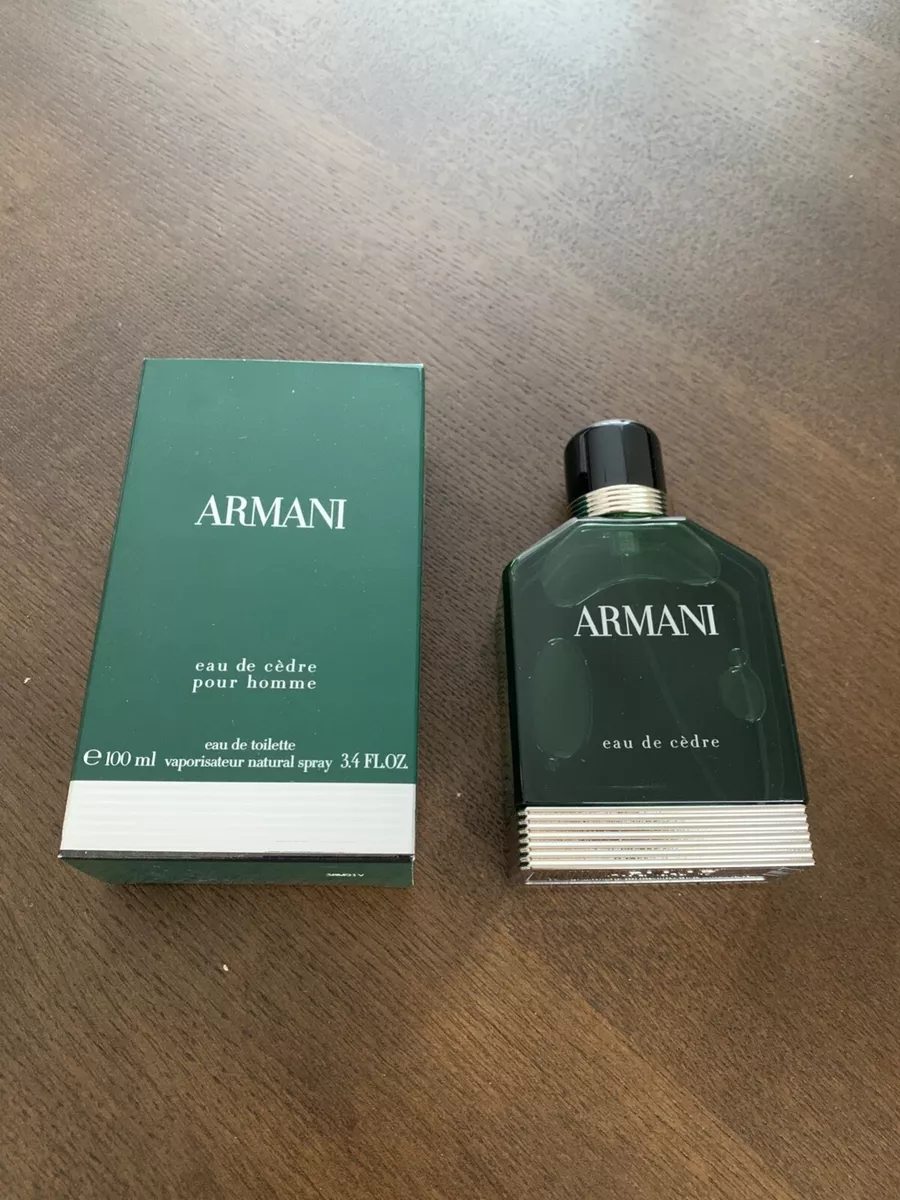 ARMANI
eau de cèdre
pour homme
eau de toilette
℮ 100 ml vaporisateur natural spray 3.4 FL.OZ.
ARMANI
eau de cèdre